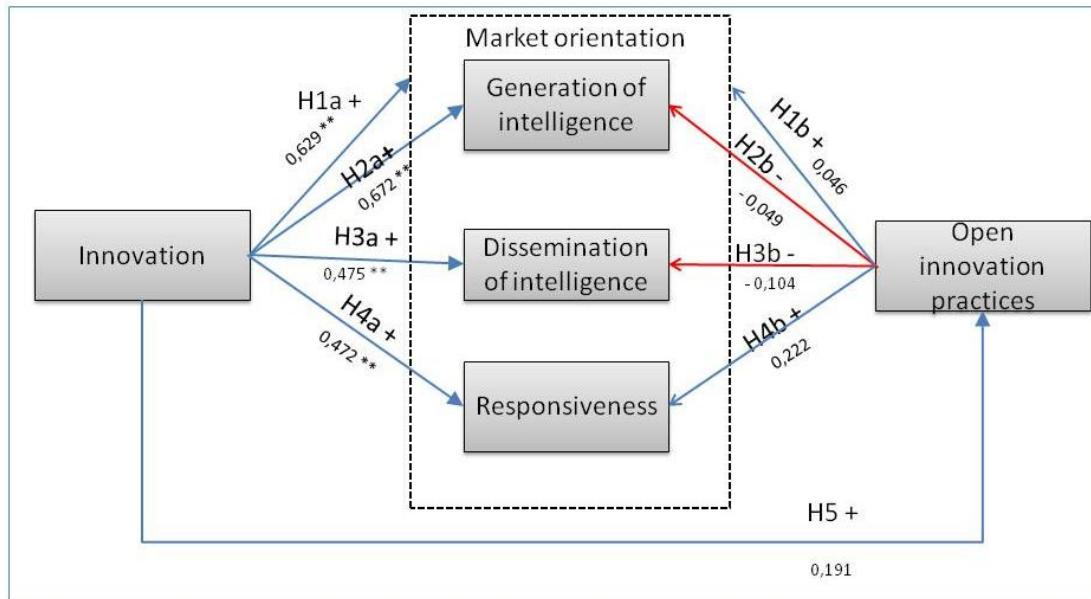 Market orientation
Generation of
intelligence
H1a +
0,629 **
H2a+
0,672 **
H1b +
0,046
H2b -
- 0,049
Innovation
H3a +
0,475 **
Dissemination
of intelligence
H3b -
- 0,104
Open
innovation
practices
H4a +
0,472 **
H4b +
0,222
Responsiveness
H5 +
0,191